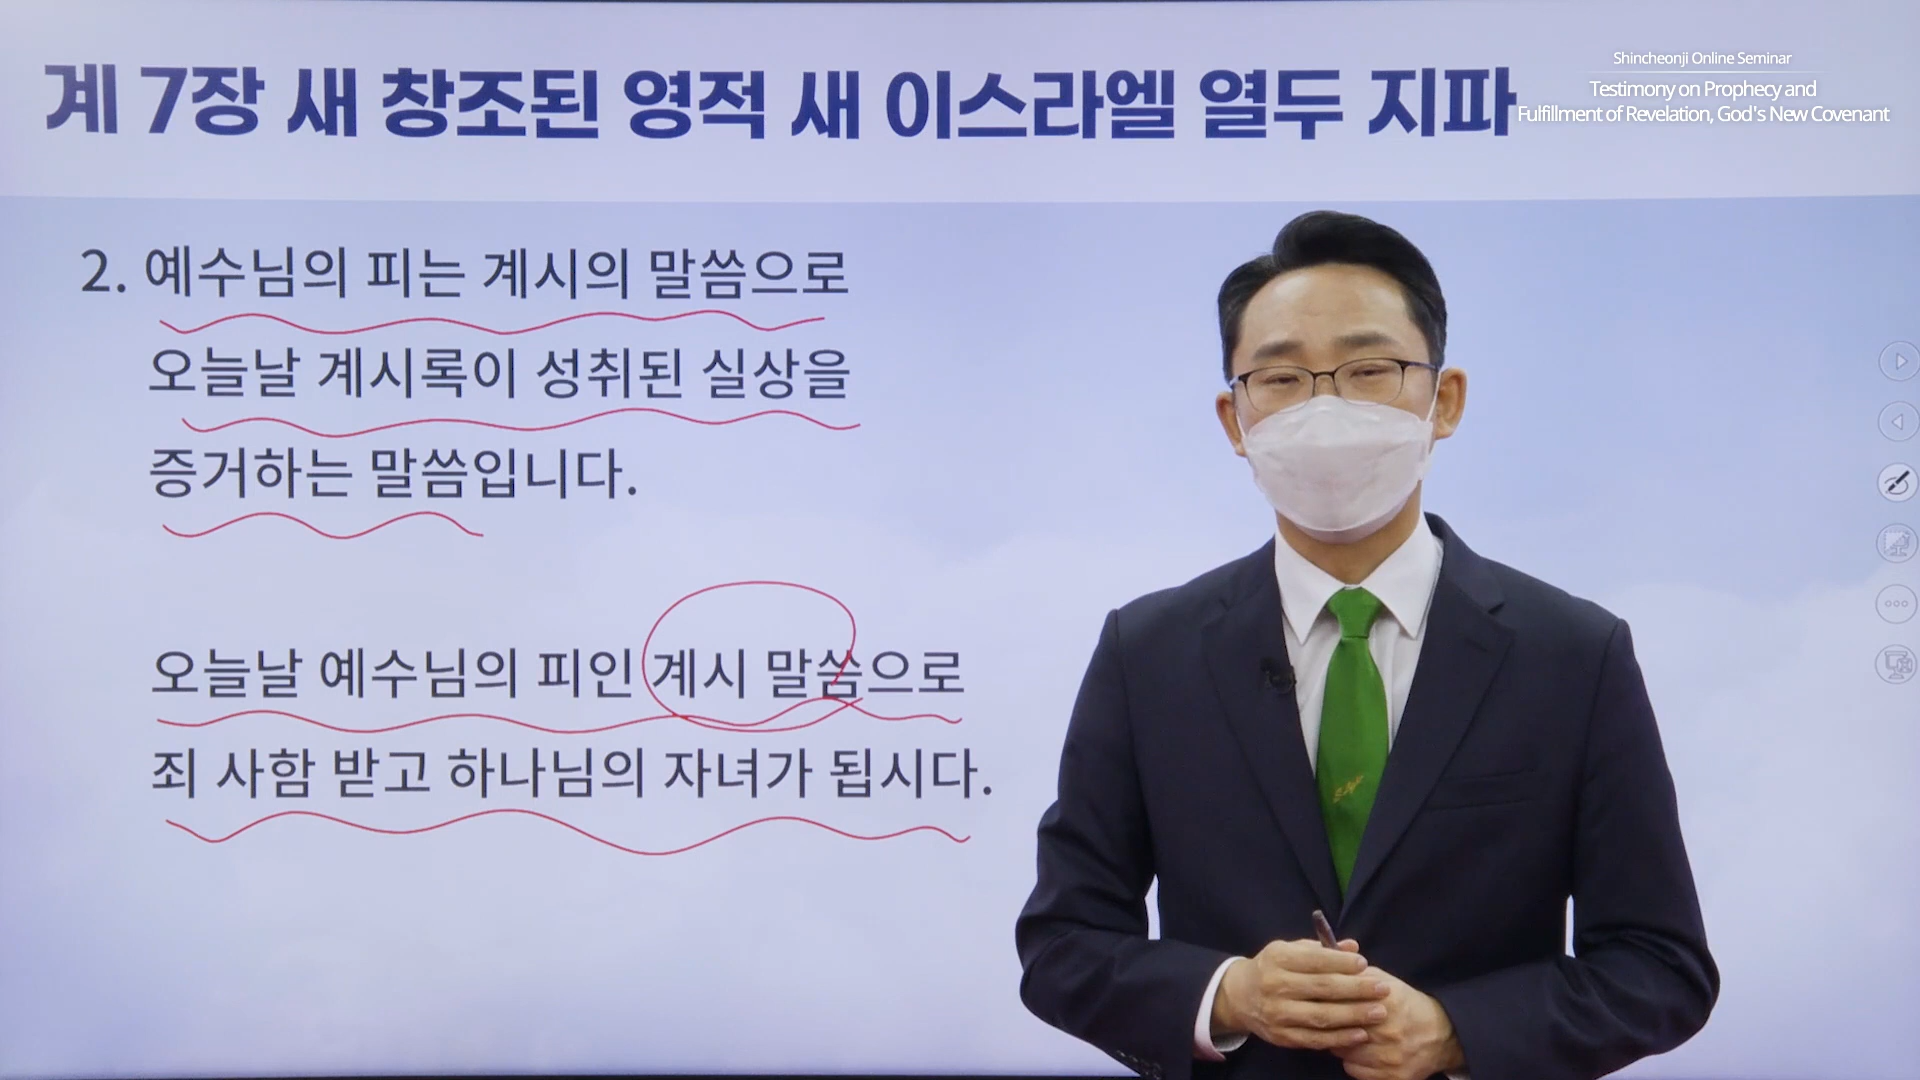 계 7장 새 창조된 영적 새 이스라엘 열두 지파
Shincheonji Online Seminar
Testimony on Prophecy and
Fulfillment of Revelation, God's New Covenant
2. 예수님의 피는 계시의 말씀으로
오늘날 계시록이 성취된 실상을
증거하는 말씀입니다.
오늘날 예수님의 피인 계시 말씀으로
죄 사함 받고 하나님의 자녀가 됩시다.